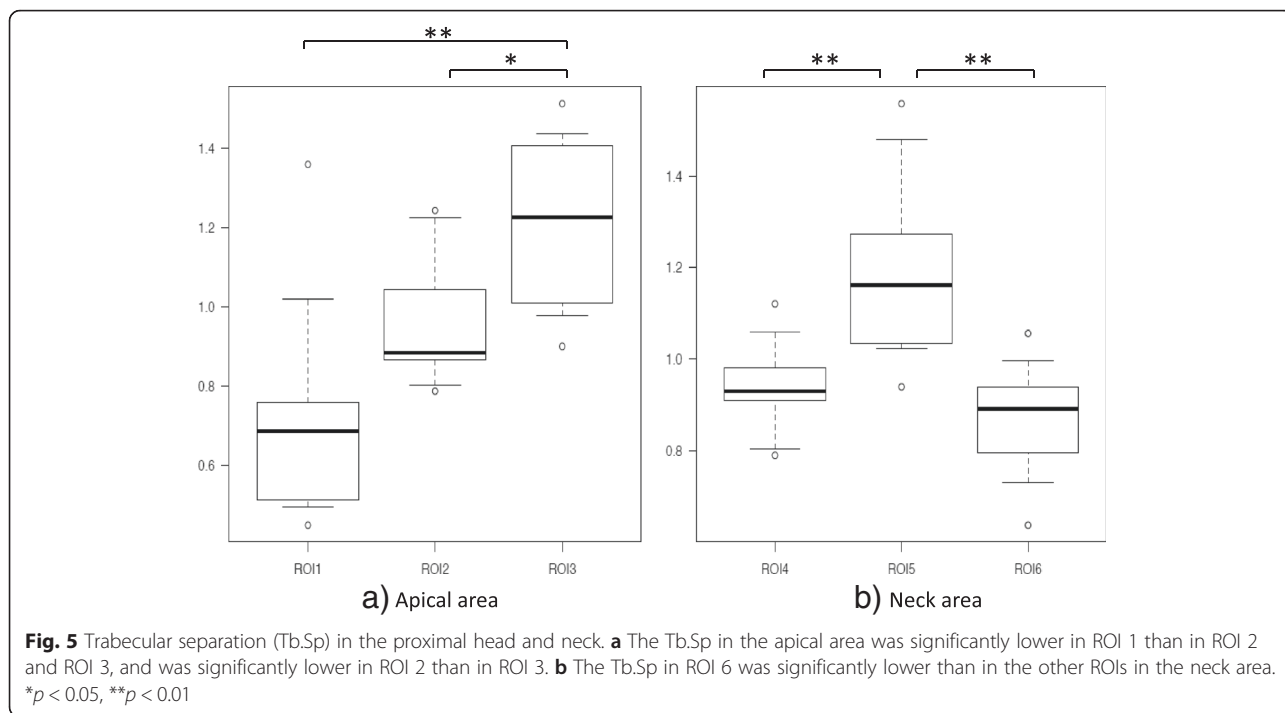 ** **
* **
1.4
1.2
1.0
0.8
0.6
ROI1 ROI2 ROI3
a) Apical area
1.4
1.2
1.0
0.8
ROI4 ROI5 ROI6
b) Neck area
Fig. 5 Trabecular separation (Tb.Sp) in the proximal head and neck. a The Tb.Sp in the apical area was significantly lower in ROI 1 than in ROI 2
and ROI 3, and was significantly lower in ROI 2 than in ROI 3. b The Tb.Sp in ROI 6 was significantly lower than in the other ROIs in the neck area.
*p < 0.05, **p < 0.01